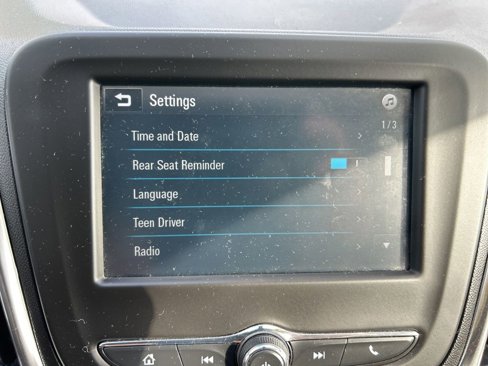 Settings
1/3
Time and Date
Rear Seat Reminder
Language
Teen Driver
Radio